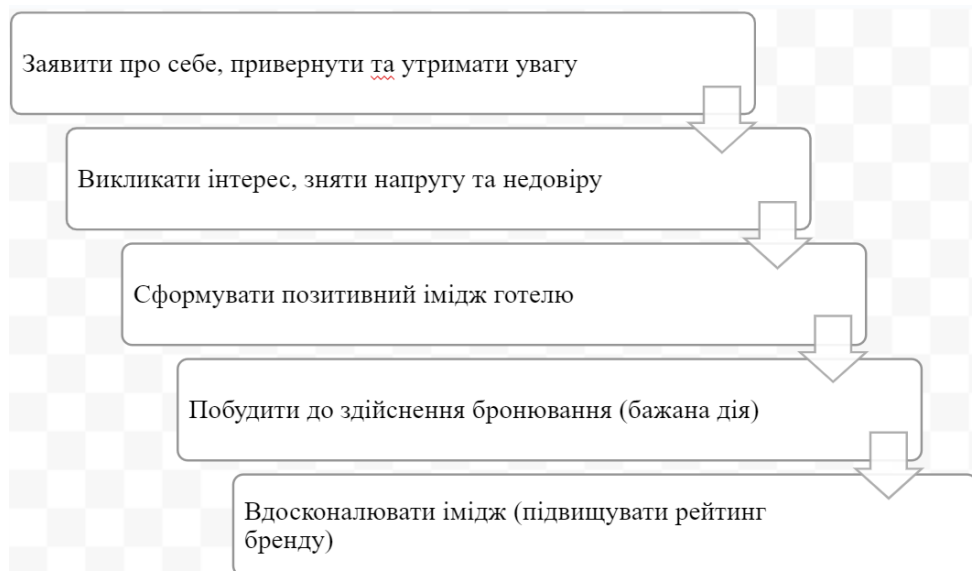 Заявити про себе, привернути та утримати увагу
Викликати інтерес, зняти напругу та недовіру
Сформувати позитивний імідж готелю
Побудити до здійснення бронювання (бажана дія)
Вдосконалювати імідж (підвищувати рейтинг
бренду)